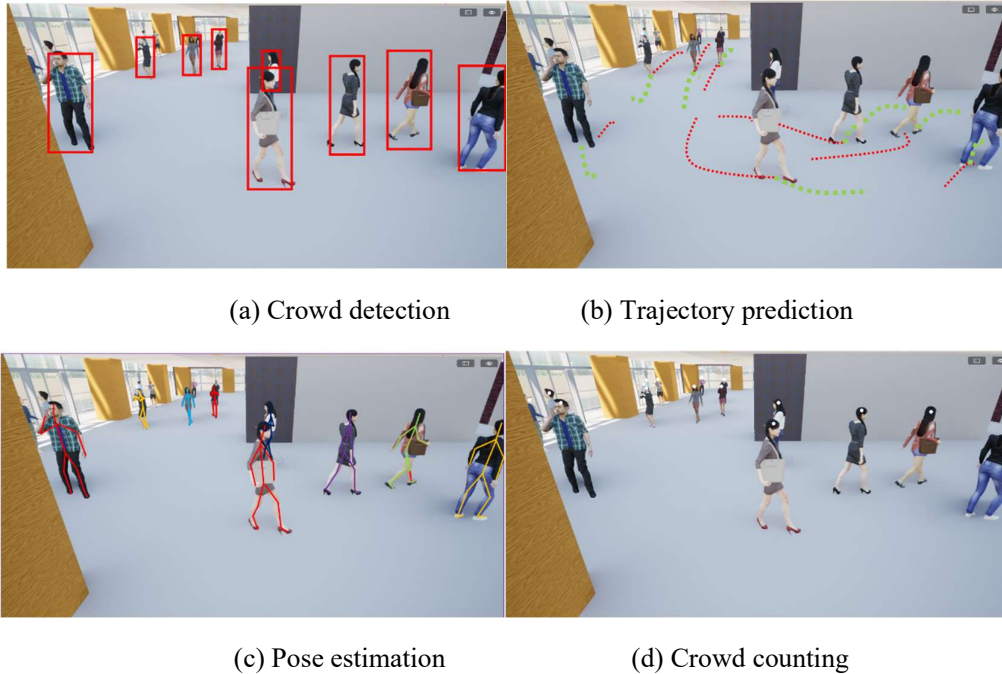 (a) Crowd detection
(b) Trajectory prediction
(c) Pose estimation
(d) Crowd counting